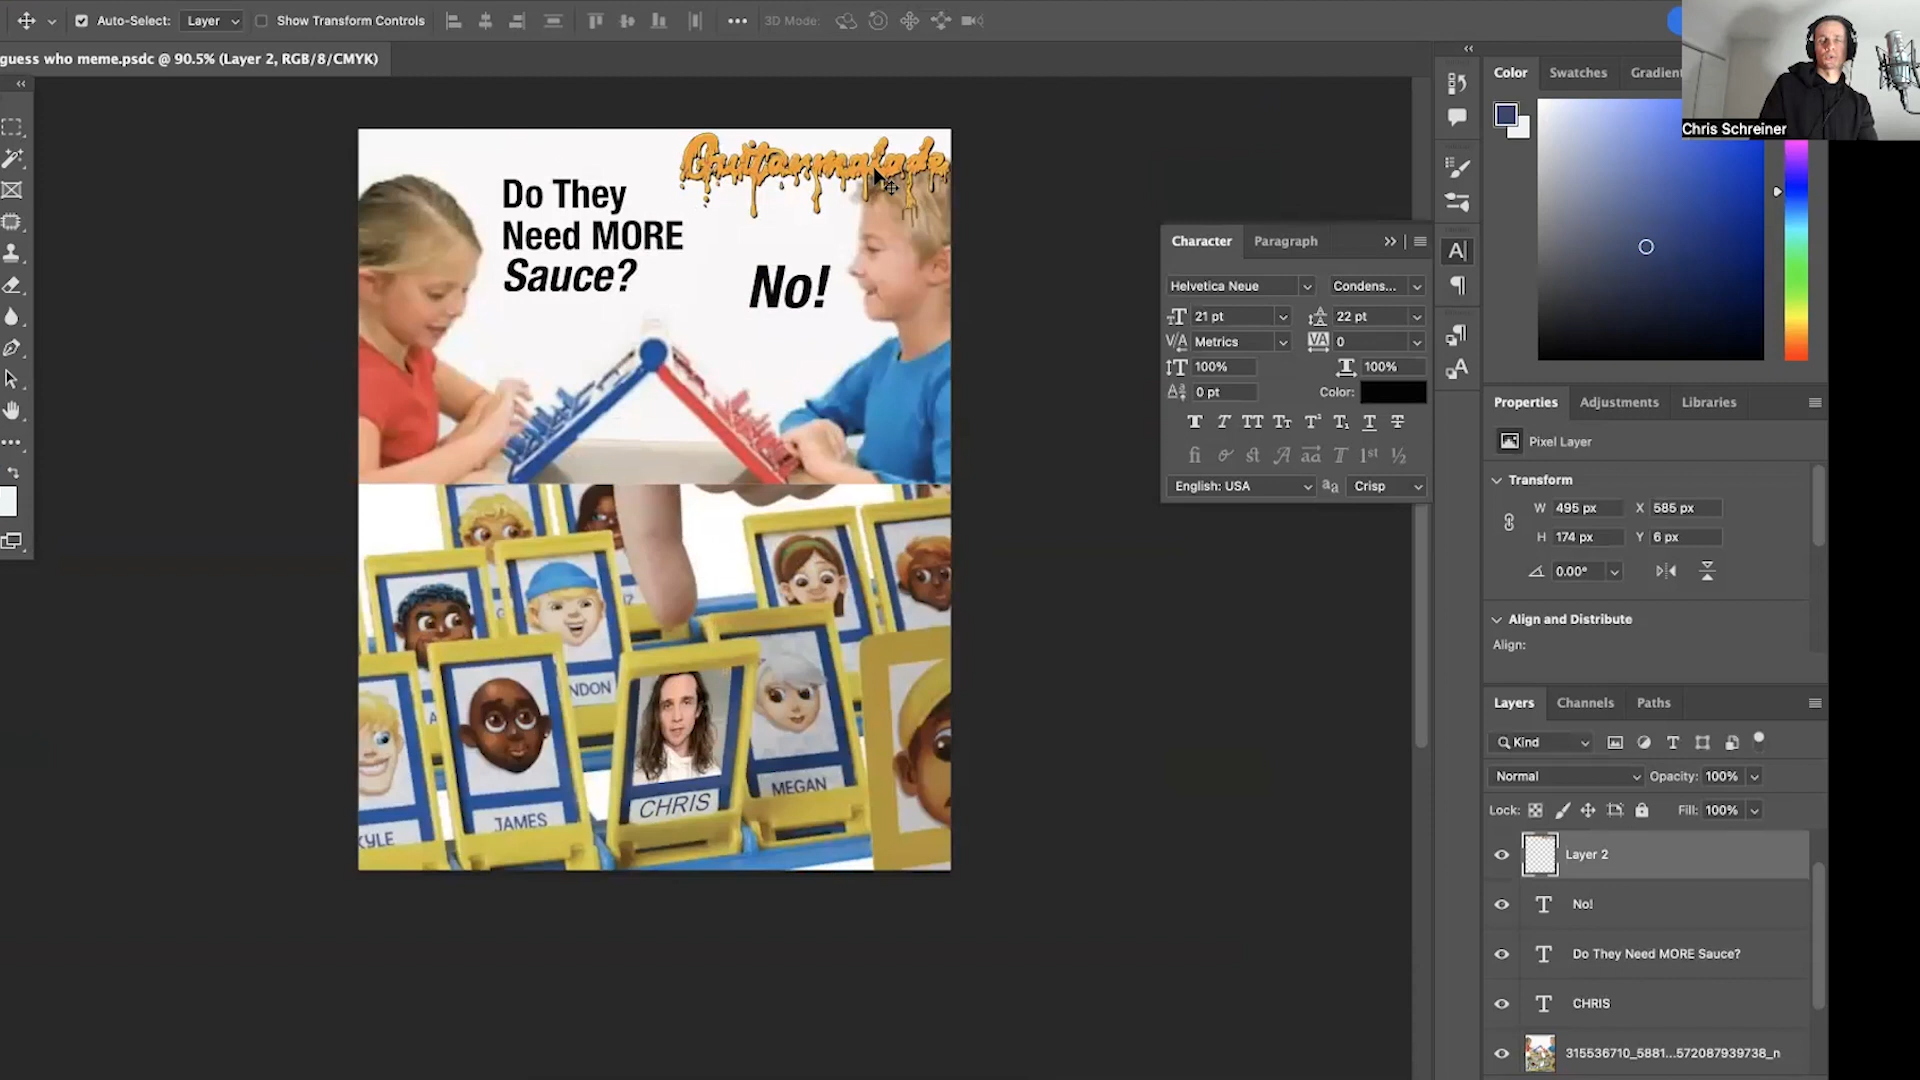 Auto-Select:
Layer
Show Transform Controls
3D Mode:
guess who meme.psdc @ 90.5% (Layer 2, RGB/8/CMYK)
Color
Swatches
Gradien
Chris Schreiner
Guitarmalade
Do They
Need MORE
Sauce?
No!
NDON
KYLE
JAMES
CHRIS
MEGAN
Character
Paragraph
Helvetica Neue
Condens...
21 pt
22 pt
Metrics
0
100%
100%
0 pt
Color:
English: USA
Crisp
Properties
Adjustments
Libraries
Pixel Layer
Transform
W 495 px
X 585 px
H 174 px
Y 6 px
0.00°
Align and Distribute
Align:
Layers
Channels
Paths
Kind
Normal
Opacity: 100%
Lock:
Fill: 100%
Layer 2
No!
Do They Need MORE Sauce?
CHRIS
315536710_5881...572087939738_n